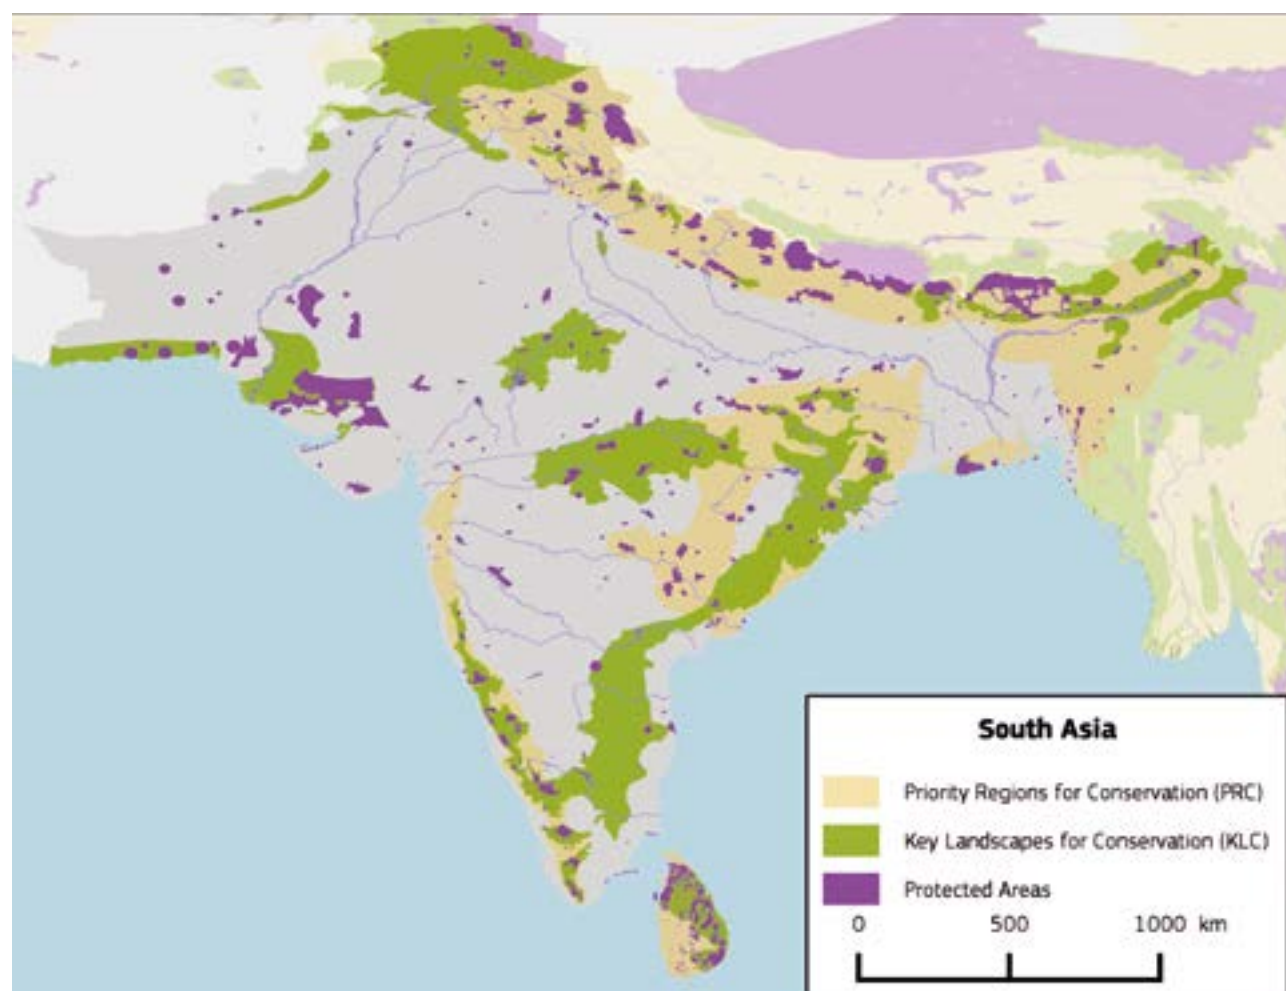 South Asia
Priority Regions for Conservation (PRC)
Key Landscapes for Conservation (KLC)
Protected Areas
0 500 1000 km